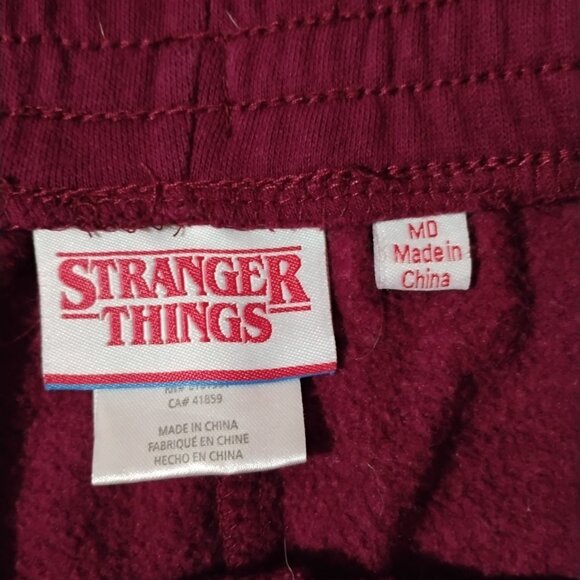 STRANGER
THINGS
MD
Made in
China
CA# 41859
MADE IN CHINA
FABRIQUÉ EN CHINE
HECHO EN CHINA